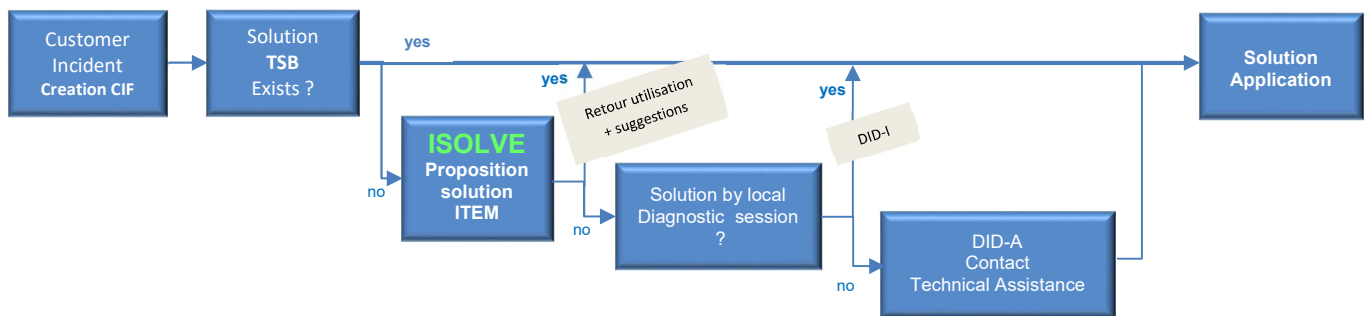 Customer
Incident
Creation CIF
Solution
TSB
Exists ?
yes
no
ISOLVE
Proposition
solution
ITEM
yes
Retour utilisation
+ suggestions
no
Solution by local
Diagnostic session
?
yes
DID-I
no
DID-A
Contact
Technical Assistance
Solution
Application